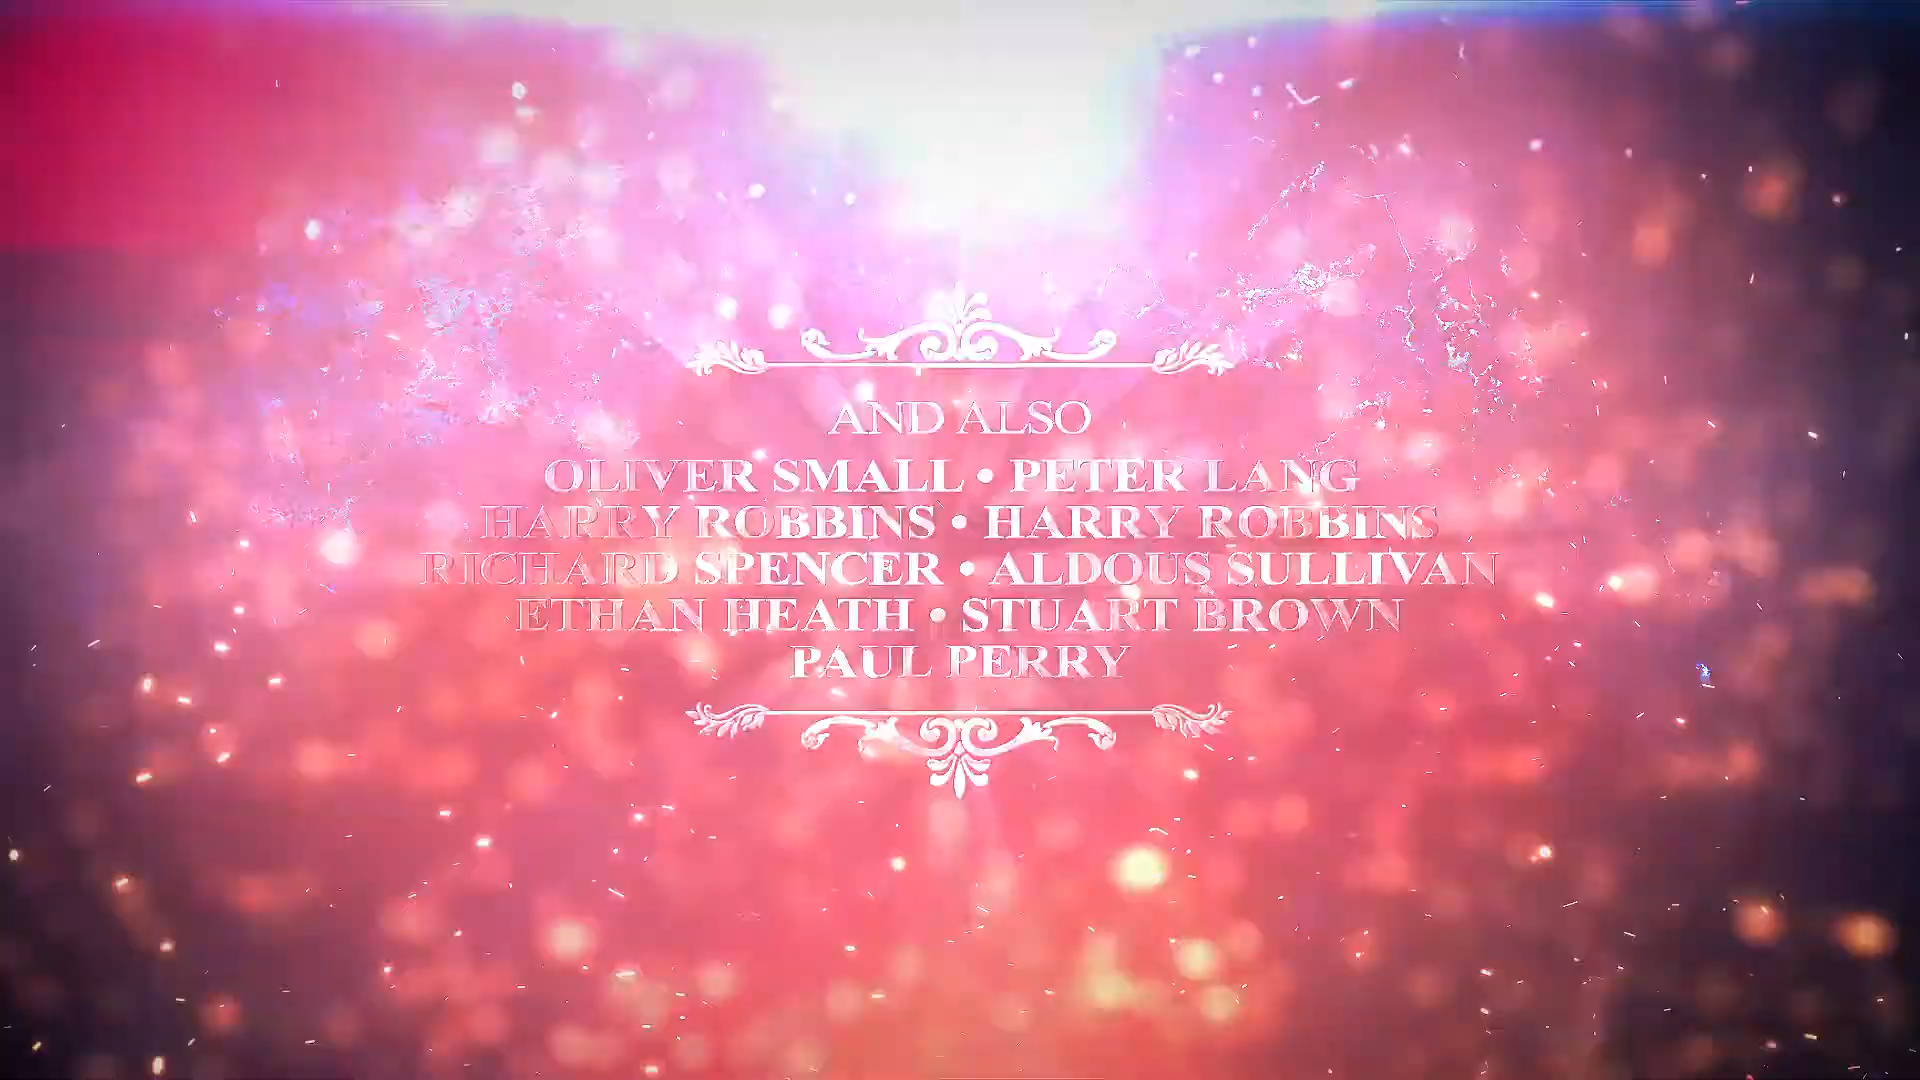 AND ALSO
OLIVER SMALL • PETER LANG
HARRY ROBBINS • HARRY ROBBINS
RICHARD SPENCER • ALDOUS SULLIVAN
ETHAN HEATH • STUART BROWN
PAUL PERRY